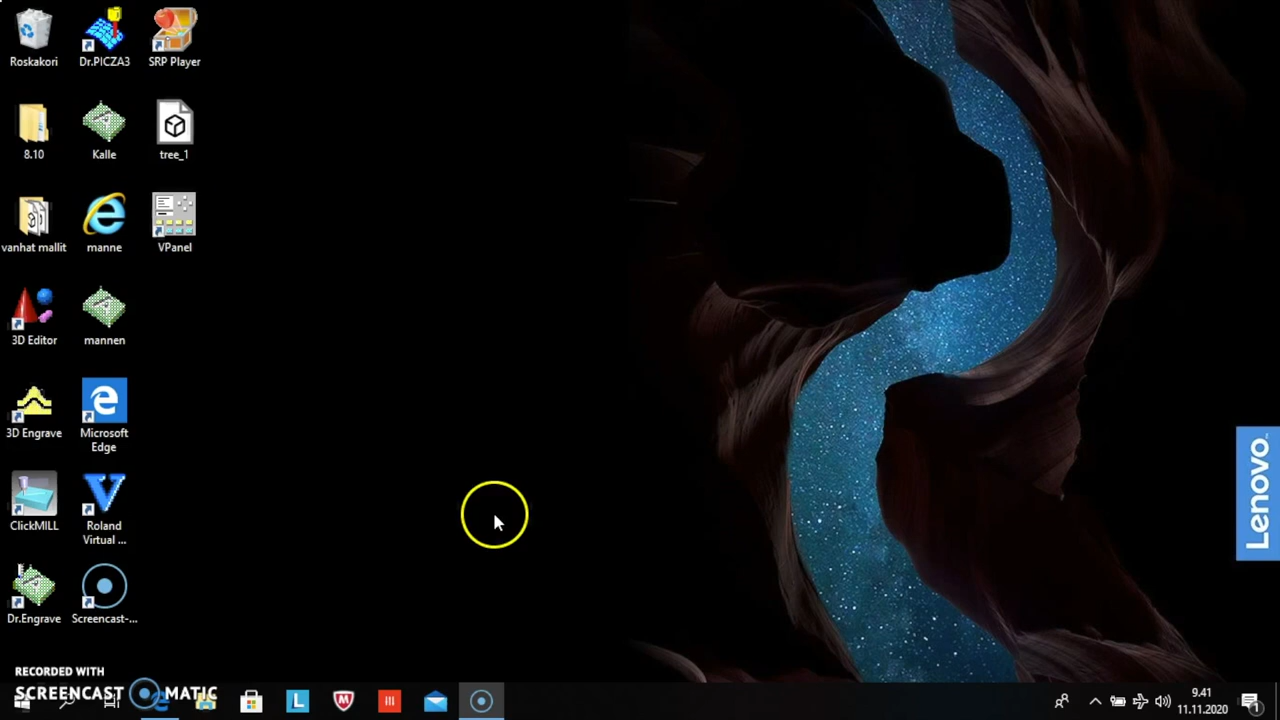 Roskakori
Dr.PICZA3
SRP Player
8.10
Kalle
tree_1
vanhat mallit
manne
VPanel
3D Editor
mannen
3D Engrave
Microsoft
Edge
ClickMILL
Roland
Virtual ...
Dr.Engrave
Screencast-...
Lenovo
RECORDED WITH
SCREENCAST MATIC
9.41
11.11.2020
1